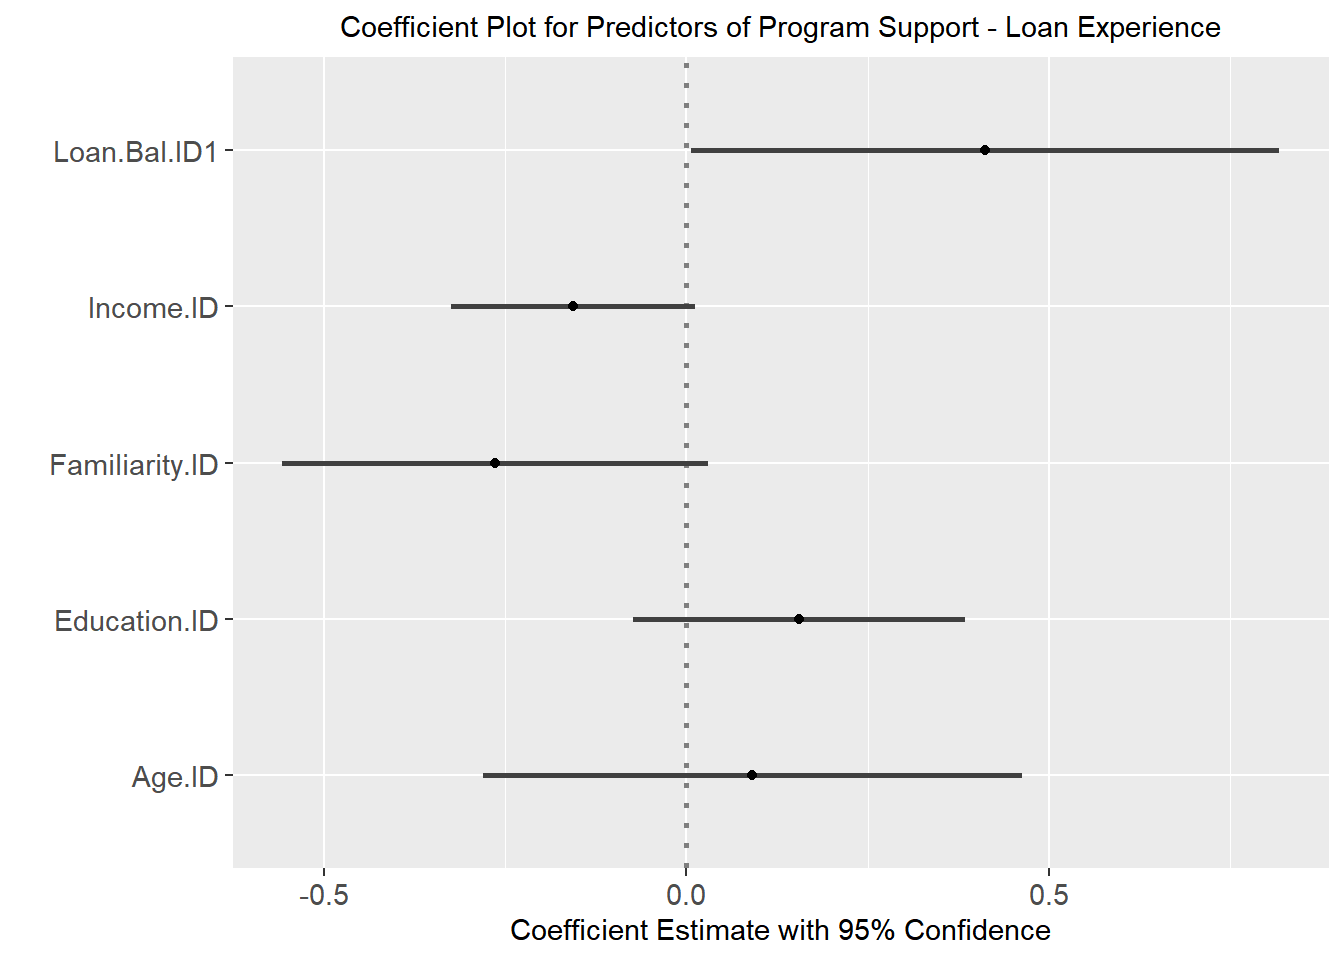 Coefficient Plot for Predictors of Program Support - Loan Experience
Loan.Bal.ID1
Income.ID
Familiarity.ID
Education.ID
Age.ID
-0.5 0.0 0.5
Coefficient Estimate with 95% Confidence